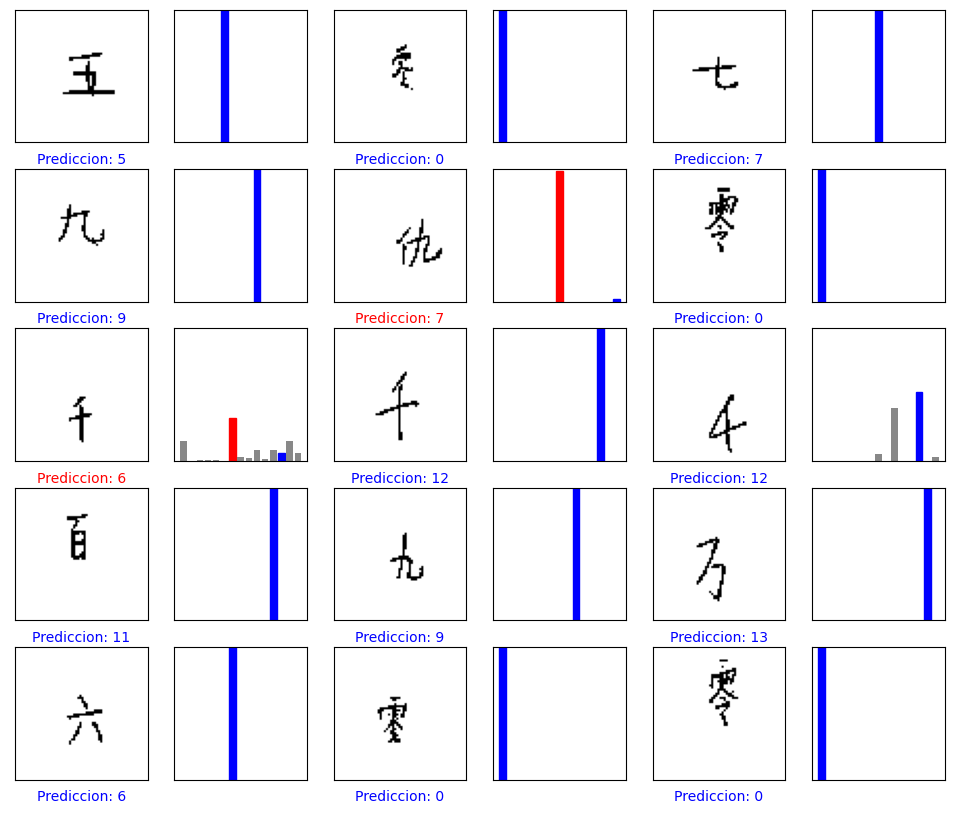 五 零 七
Prediccion: 5 Prediccion: 0 Prediccion: 7
九 亿 零
Prediccion: 9 Prediccion: 7 Prediccion: 0
千 千 千
Prediccion: 6 Prediccion: 12 Prediccion: 12
百 九 万
Prediccion: 11 Prediccion: 9 Prediccion: 13
六 零 零
Prediccion: 6 Prediccion: 0 Prediccion: 0